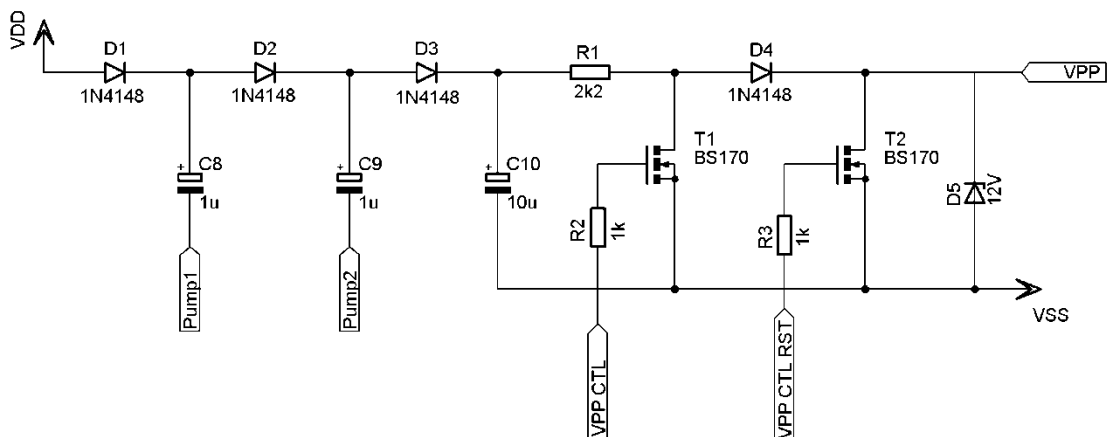 VDD
D1
1N4148
D2
1N4148
D3
1N4148
R1
2k2
D4
1N4148
VPP
+
C8
1u
+
C9
1u
+
C10
10u
T1
BS170
T2
BS170
R2
1k
R3
1k
D5
12V
Pump1
Pump2
VSS
VPP CTL
VPP CTL RST